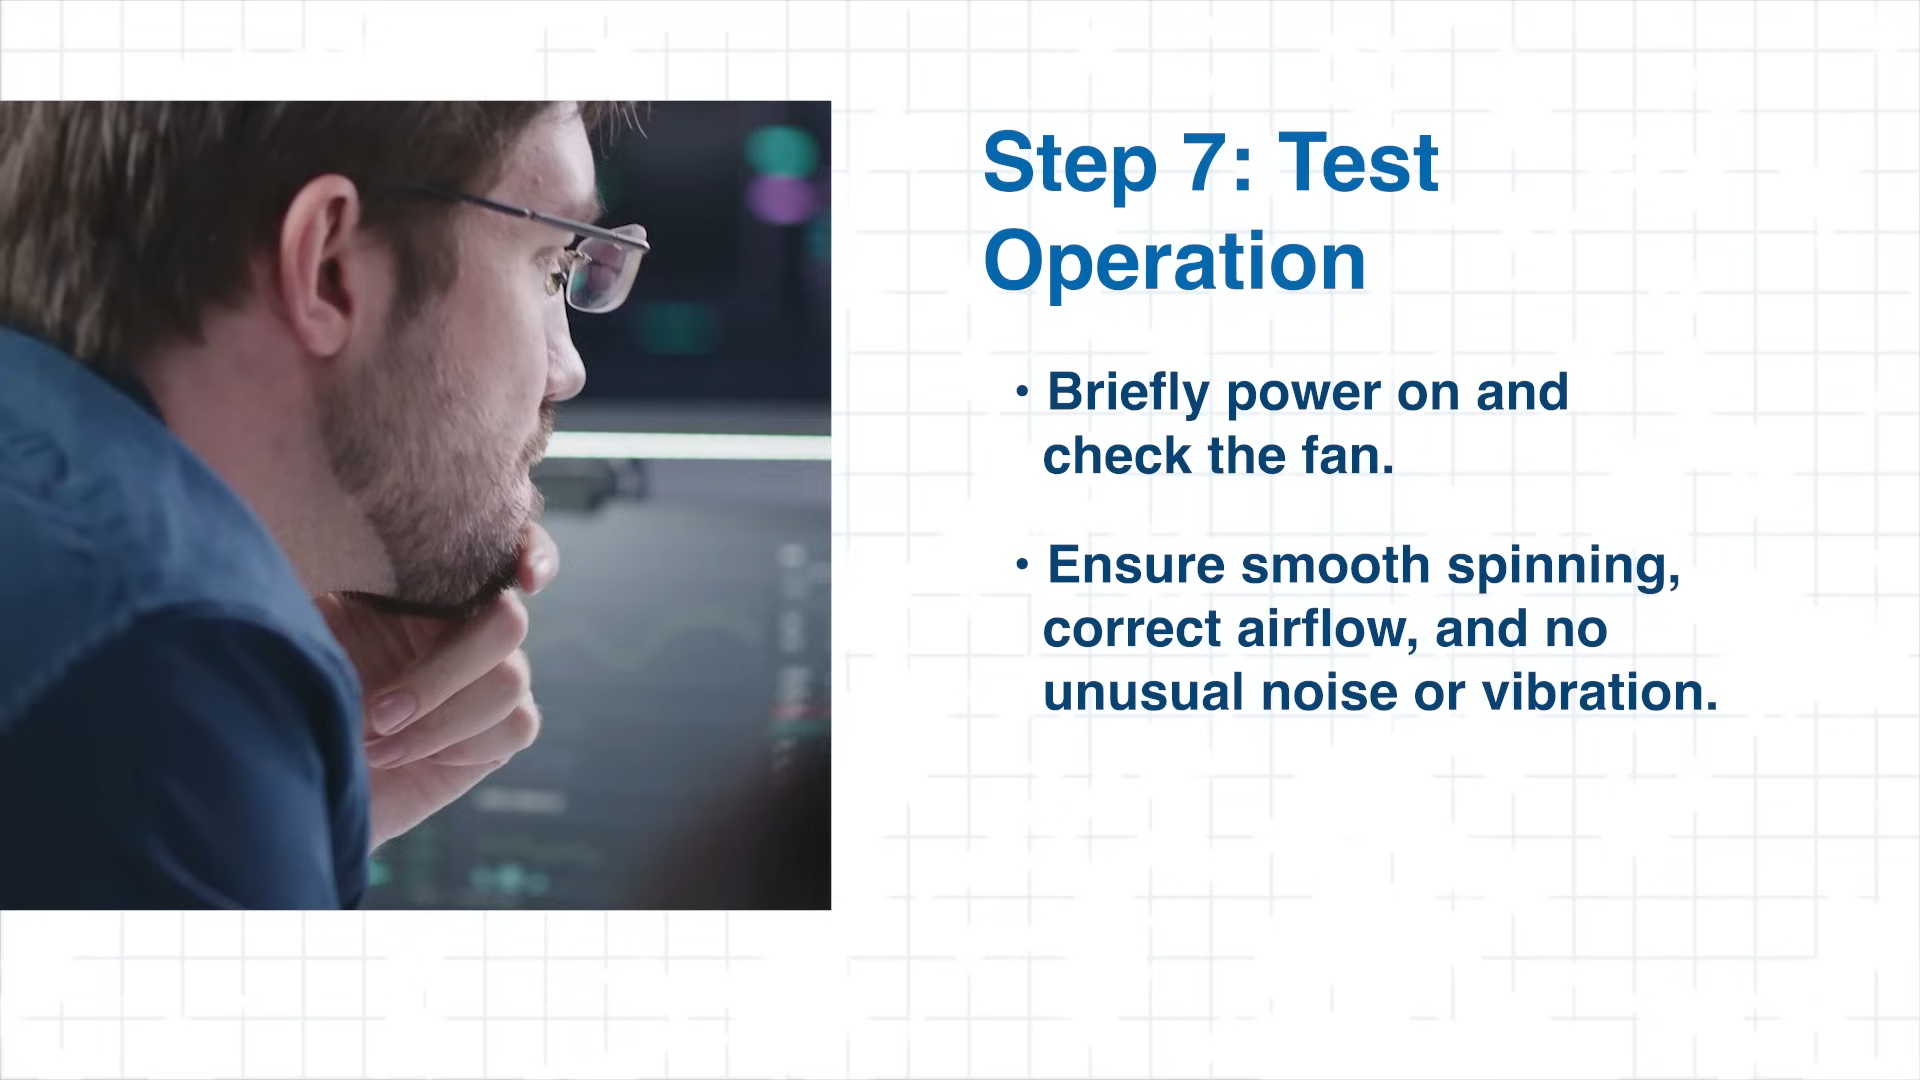 Step 7: Test
Operation
• Briefly power on and
check the fan.
• Ensure smooth spinning,
correct airflow, and no
unusual noise or vibration.